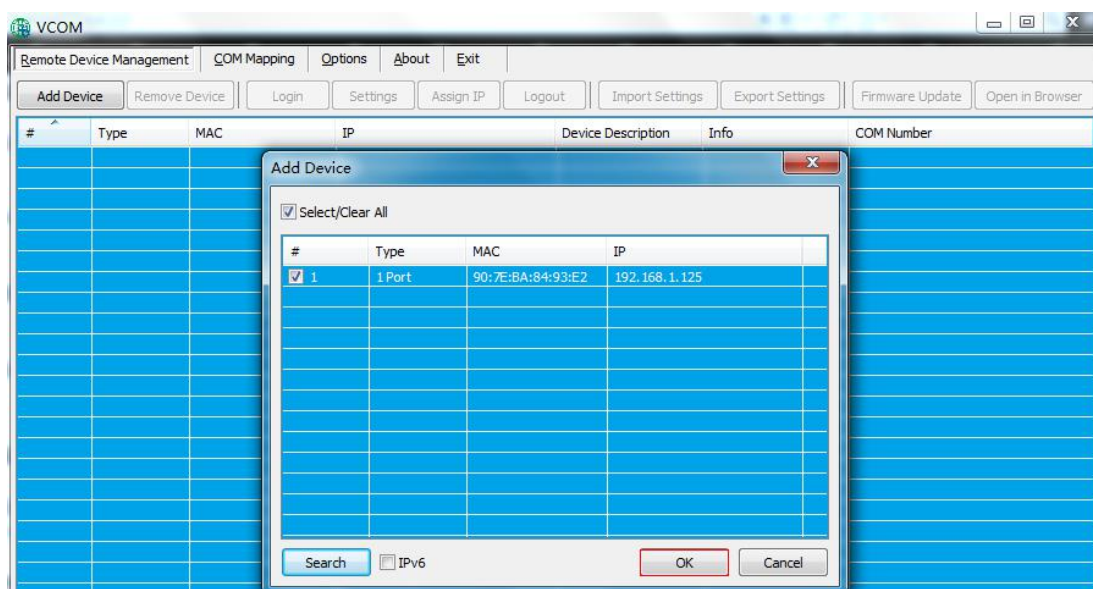 VCOM
Remote Device Management COM Mapping Options About Exit
Add Device Remove Device Login Settings Assign IP Logout Import Settings Export Settings Firmware Update Open in Browser
# Type MAC IP Device Description Info COM Number
Add Device
Select/Clear All
# Type MAC IP
1 1 Port 90:7E:BA:84:93:E2 192.168.1.125
Search IPv6 OK Cancel